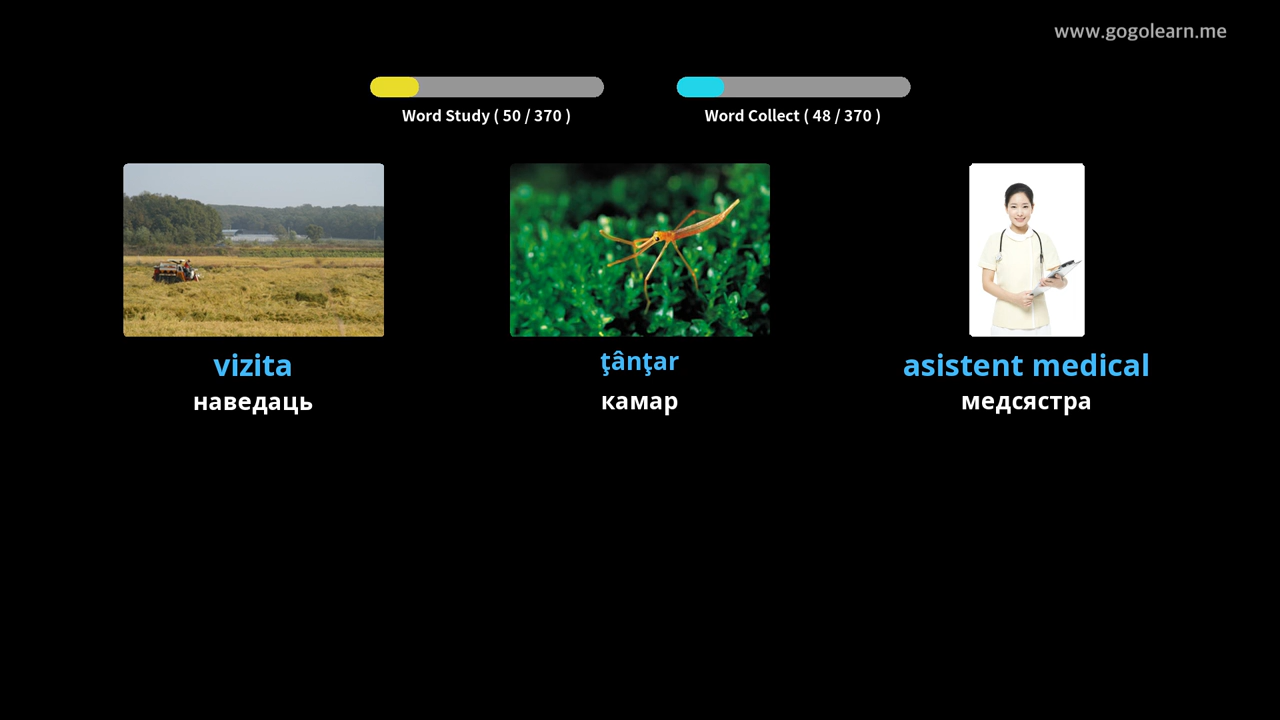 www.gogolearn.me
Word Study ( 50 / 370 )
Word Collect ( 48 / 370 )
vizita
ţânţar
asistent medical
наведаць
камар
медсястра